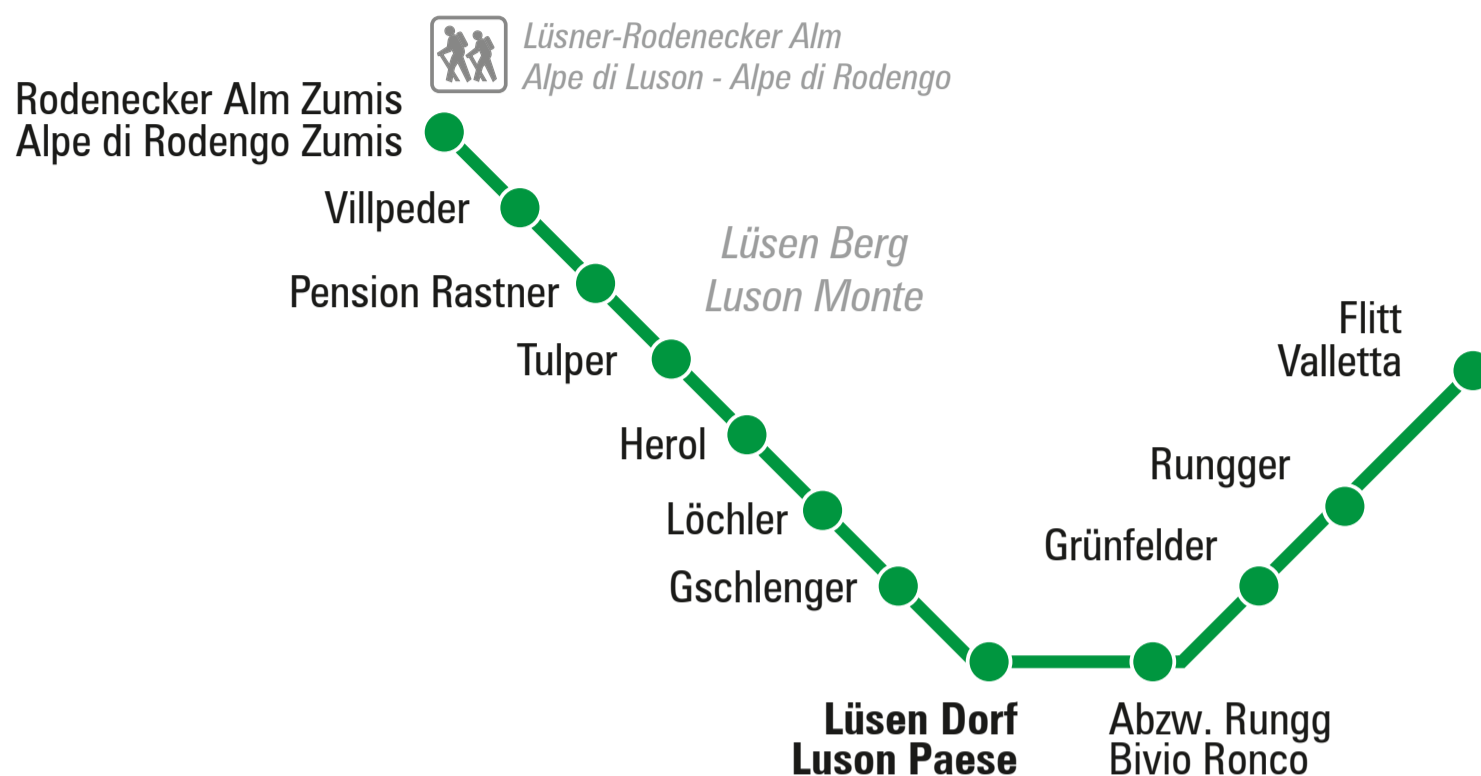 Lüsner-Rodenecker Alm
Alpe di Luson - Alpe di Rodengo
Rodenecker Alm Zumis
Alpe di Rodengo Zumis
Villpeder
Lüsen Berg
Luson Monte
Pension Rastner
Flitt
Valletta
Tulper
Herol
Rungger
Löchler
Grünfelder
Gschlenger
Lüsen Dorf
Luson Paese
Abzw. Rungg
Bivio Ronco